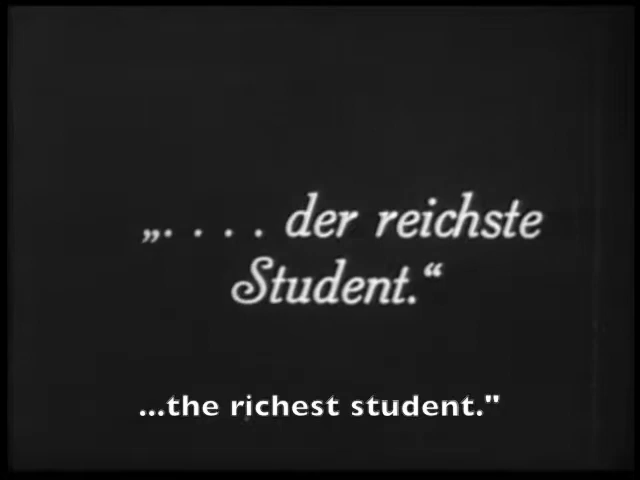 „. . . . der reichste
Student.“
...the richest student."